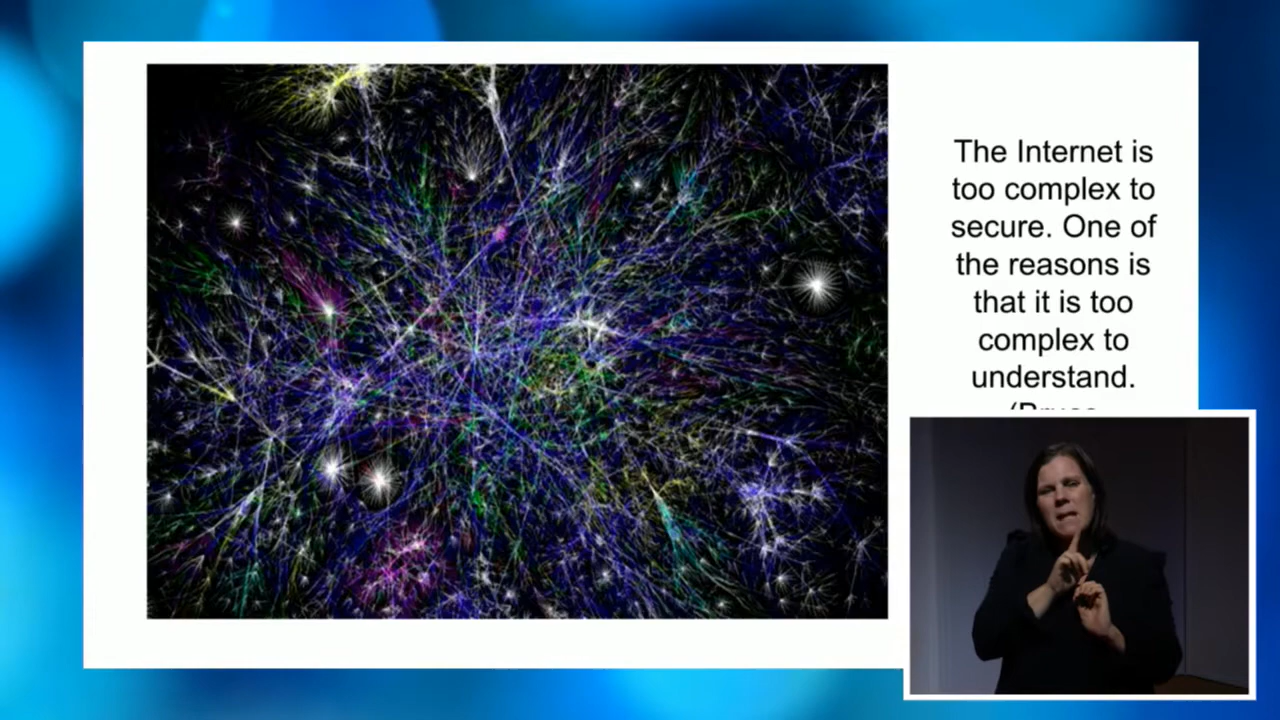 The Internet is
too complex to
secure. One of
the reasons is
that it is too
complex to
understand.
(Bruce